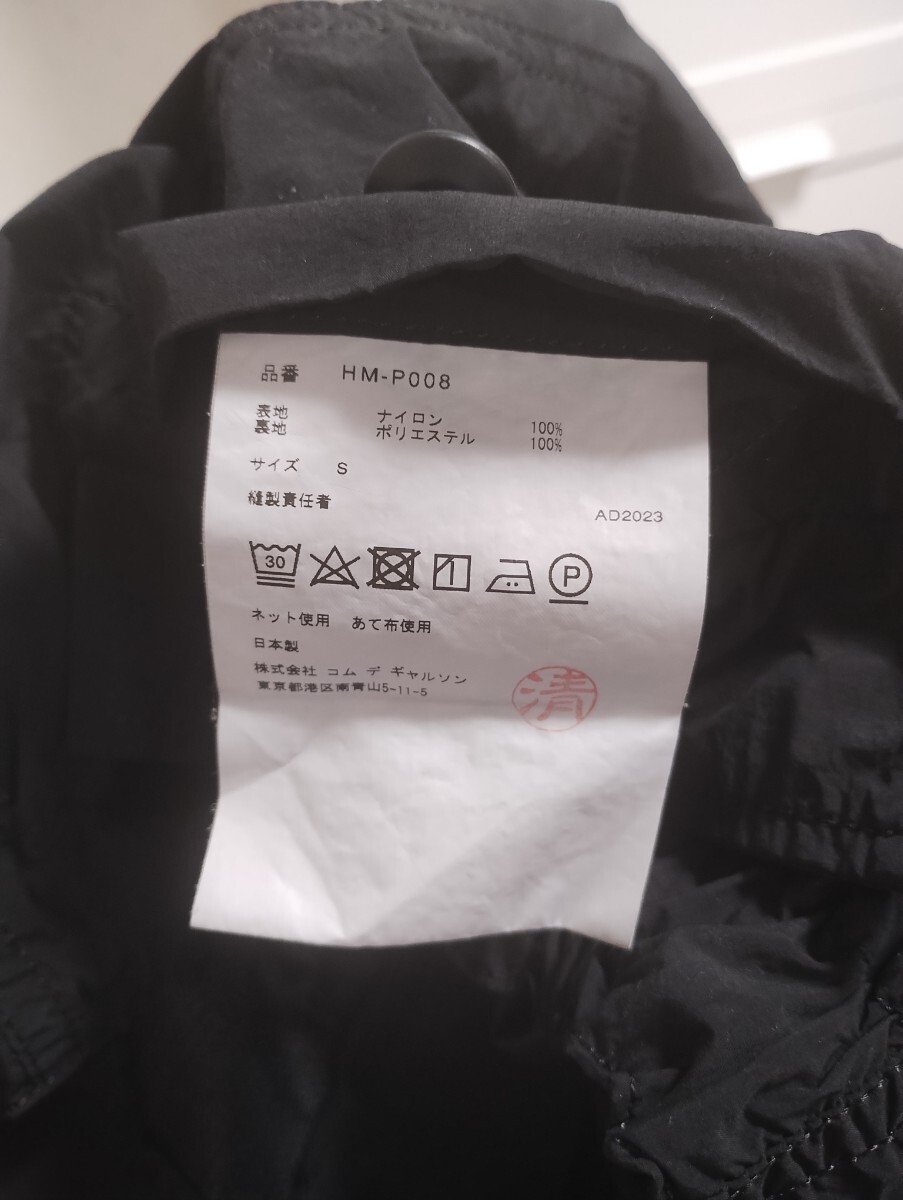 品番 HM-P008
表地 ナイロン 100%
裏地 ポリエステル 100%
サイズ S
縫製責任者 AD2023
30 P
ネット使用 あて布使用
日本製
株式会社 コム デ ギャルソン
東京都港区南青山5-11-5
清